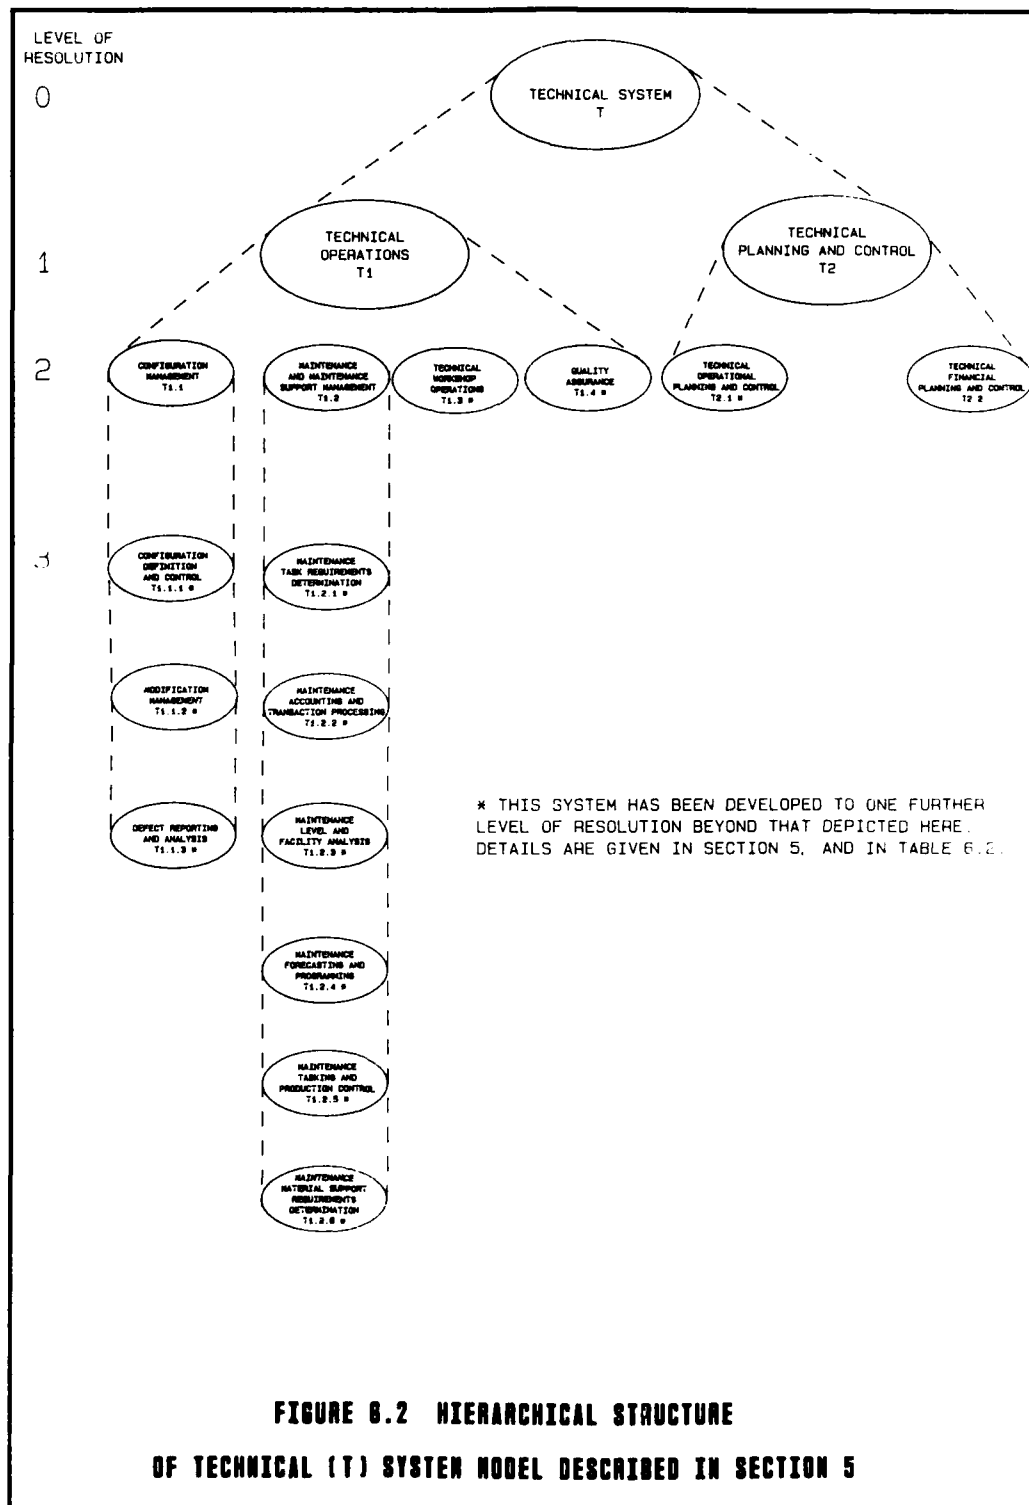 LEVEL OF
RESOLUTION
0
TECHNICAL SYSTEM
T
1
TECHNICAL
OPERATIONS
T1
TECHNICAL
PLANNING AND CONTROL
T2
2
CONFIGURATION
MANAGEMENT
T1.1
MAINTENANCE
AND MAINTENANCE
SUPPORT MANAGEMENT
T1.2
TECHNICAL
WORKSHOP
OPERATIONS
T1.3 *
QUALITY
ASSURANCE
T1.4 *
TECHNICAL
OPERATIONAL
PLANNING AND CONTROL
T2.1 *
TECHNICAL
FINANCIAL
PLANNING AND CONTROL
T2.2
3
CONFIGURATION
DEFINITION
AND CONTROL
T1.1.1 *
MAINTENANCE
TASK REQUIREMENTS
DETERMINATION
T1.2.1 *
MODIFICATION
MANAGEMENT
T1.1.2 *
MAINTENANCE
ACCOUNTING AND
TRANSACTION PROCESSING
T1.2.2 *
DEFECT REPORTING
AND ANALYSIS
T1.1.3 *
MAINTENANCE
LEVEL AND
FACILITY ANALYSIS
T1.2.3 *
* THIS SYSTEM HAS BEEN DEVELOPED TO ONE FURTHER
LEVEL OF RESOLUTION BEYOND THAT DEPICTED HERE.
DETAILS ARE GIVEN IN SECTION 5, AND IN TABLE 6.2.
MAINTENANCE
FORECASTING AND
PROGRAMMING
T1.2.4 *
MAINTENANCE
TASKING AND
PRODUCTION CONTROL
T1.2.5 *
MAINTENANCE
MATERIAL SUPPORT
REQUIREMENTS
DETERMINATION
T1.2.6 *
FIGURE 6.2 HIERARCHICAL STRUCTURE
OF TECHNICAL (T) SYSTEM MODEL DESCRIBED IN SECTION 5